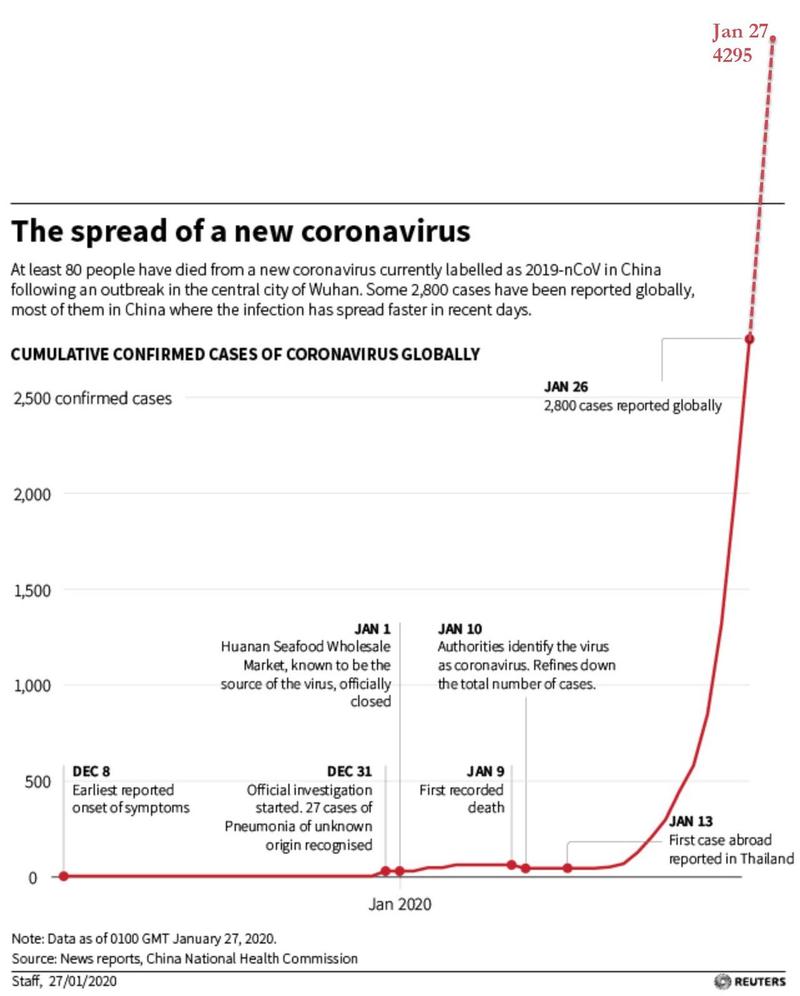 Jan 27
4295
The spread of a new coronavirus
At least 80 people have died from a new coronavirus currently labelled as 2019-nCoV in China
following an outbreak in the central city of Wuhan. Some 2,800 cases have been reported globally,
most of them in China where the infection has spread faster in recent days.
CUMULATIVE CONFIRMED CASES OF CORONAVIRUS GLOBALLY
JAN 26
2,800 cases reported globally
2,500 confirmed cases
2,000
1,500
1,000
500
0
JAN 1
Huanan Seafood Wholesale
Market, known to be the
source of the virus, officially
closed
JAN 10
Authorities identify the virus
as coronavirus. Refines down
the total number of cases.
DEC 8
Earliest reported
onset of symptoms
DEC 31
Official investigation
started. 27 cases of
Pneumonia of unknown
origin recognised
JAN 9
First recorded
death
JAN 13
First case abroad
reported in Thailand
Jan 2020
Note: Data as of 0100 GMT January 27, 2020.
Source: News reports, China National Health Commission
Staff, 27/01/2020
REUTERS